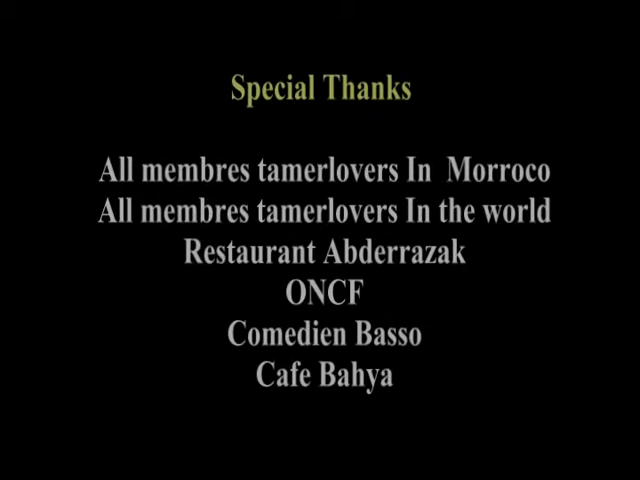 Special Thanks
All membres tamerlovers In Morroco
All membres tamerlovers In the world
Restaurant Abderrazak
ONCF
Comedien Basso
Cafe Bahya